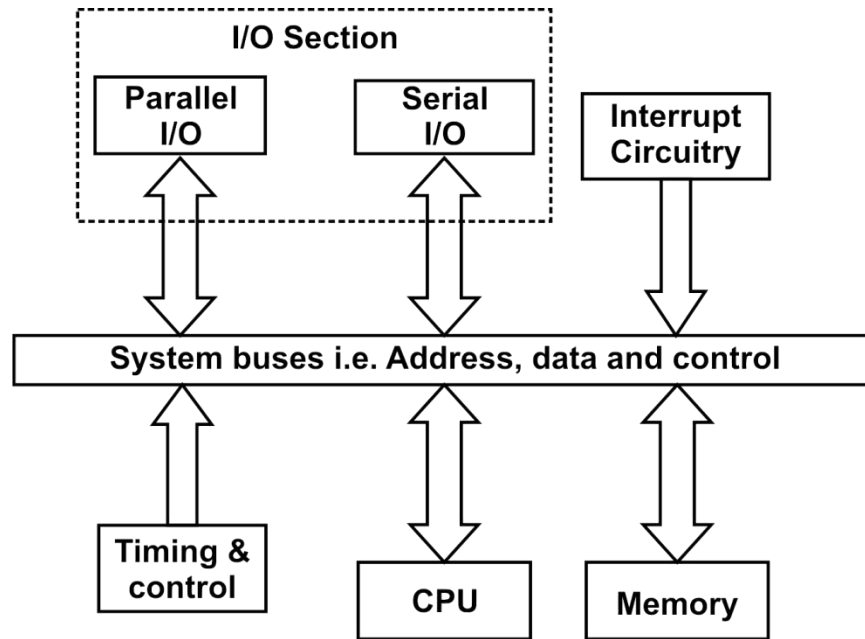 I/O Section
Parallel
I/O
Serial
I/O
Interrupt
Circuitry
System buses i.e. Address, data and control
Timing &
control
CPU
Memory